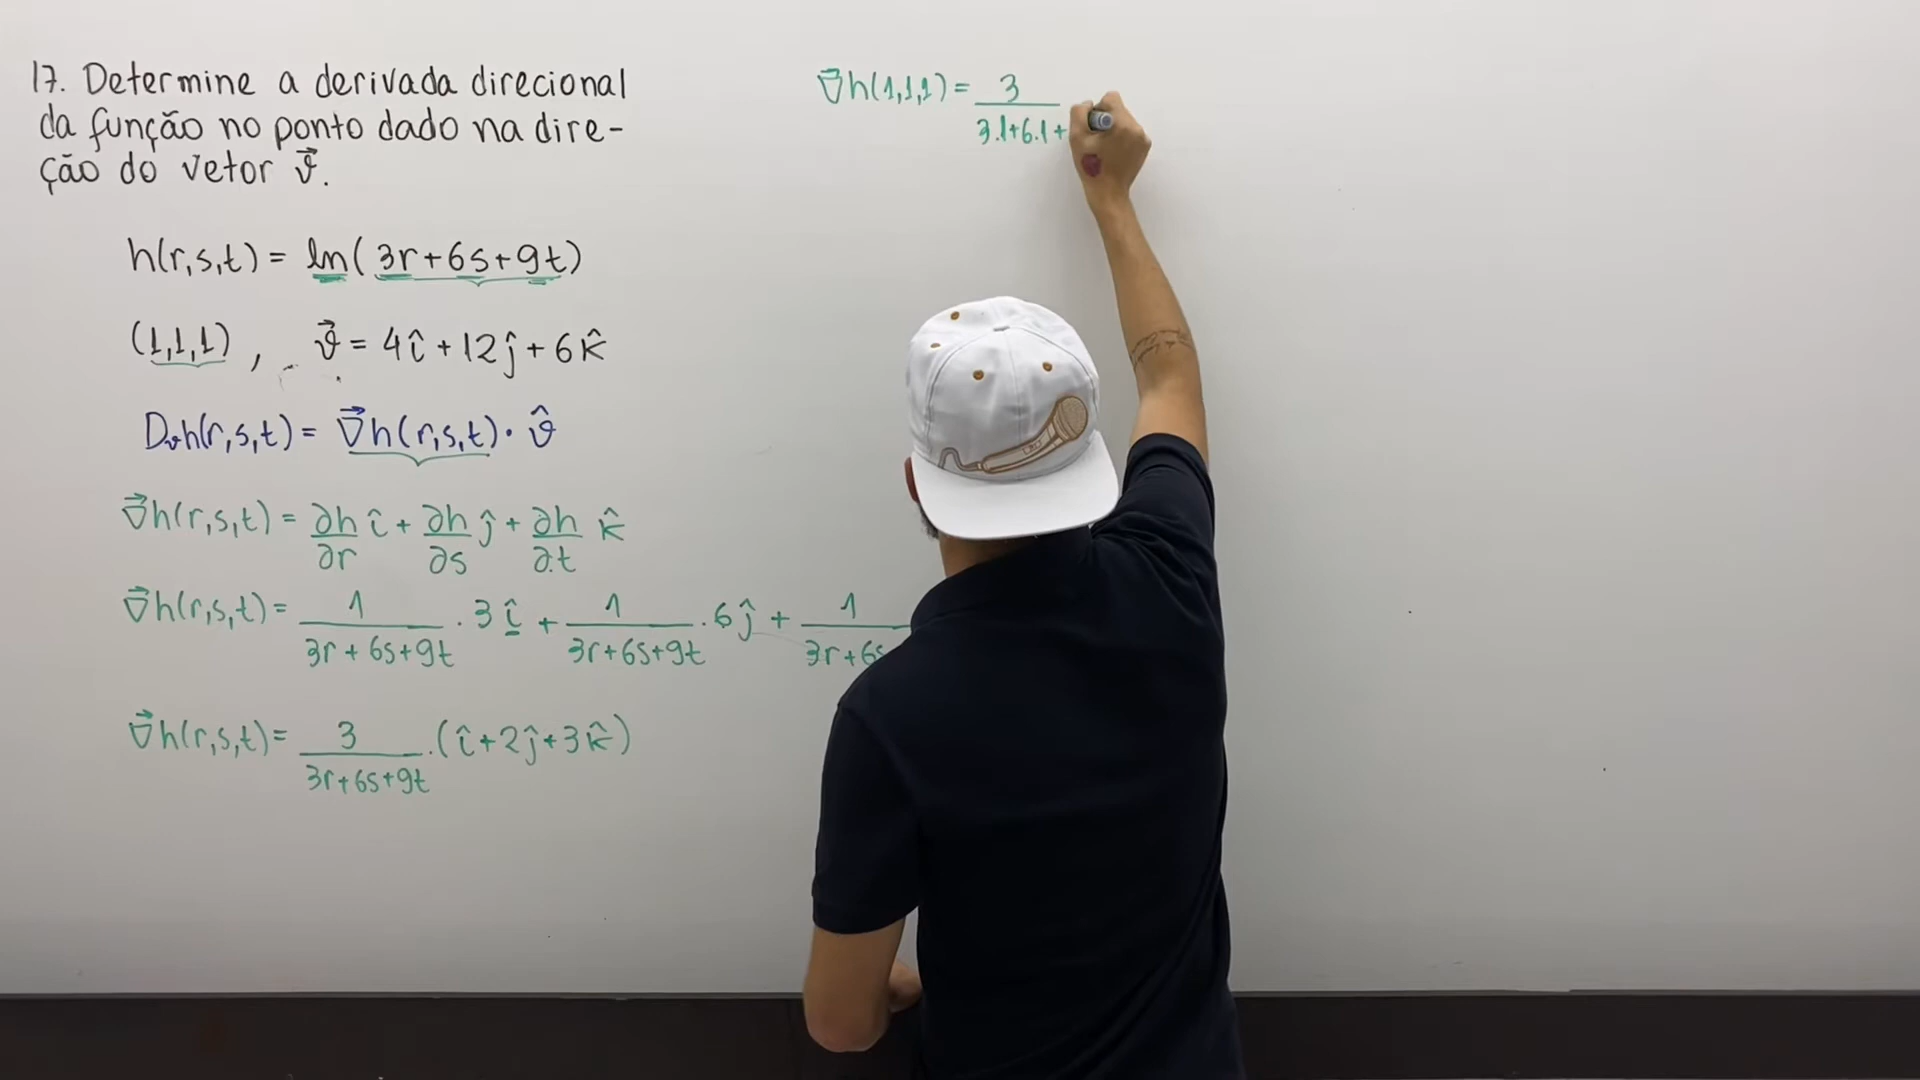 17. Determine a derivada direcional
da função no ponto dado na dire-
ção do vetor v⃗.
h(r,s,t) = ln(3r+6s+9t)
(1,1,1), v⃗ = 4î+12ĵ+6k̂
Dᵥh(r,s,t) = ∇⃗h(r,s,t)·v̂
∇⃗h(r,s,t) = ∂h/∂r î + ∂h/∂s ĵ + ∂h/∂t k̂
∇⃗h(r,s,t) = 1/(3r+6s+9t) . 3 î + 1/(3r+6s+9t) . 6ĵ + 1/(3r+6s
∇⃗h(r,s,t) = 3/(3r+6s+9t) .(î+2ĵ+3k̂)
∇⃗h(1,1,1) = 3/(3.1+6.1+